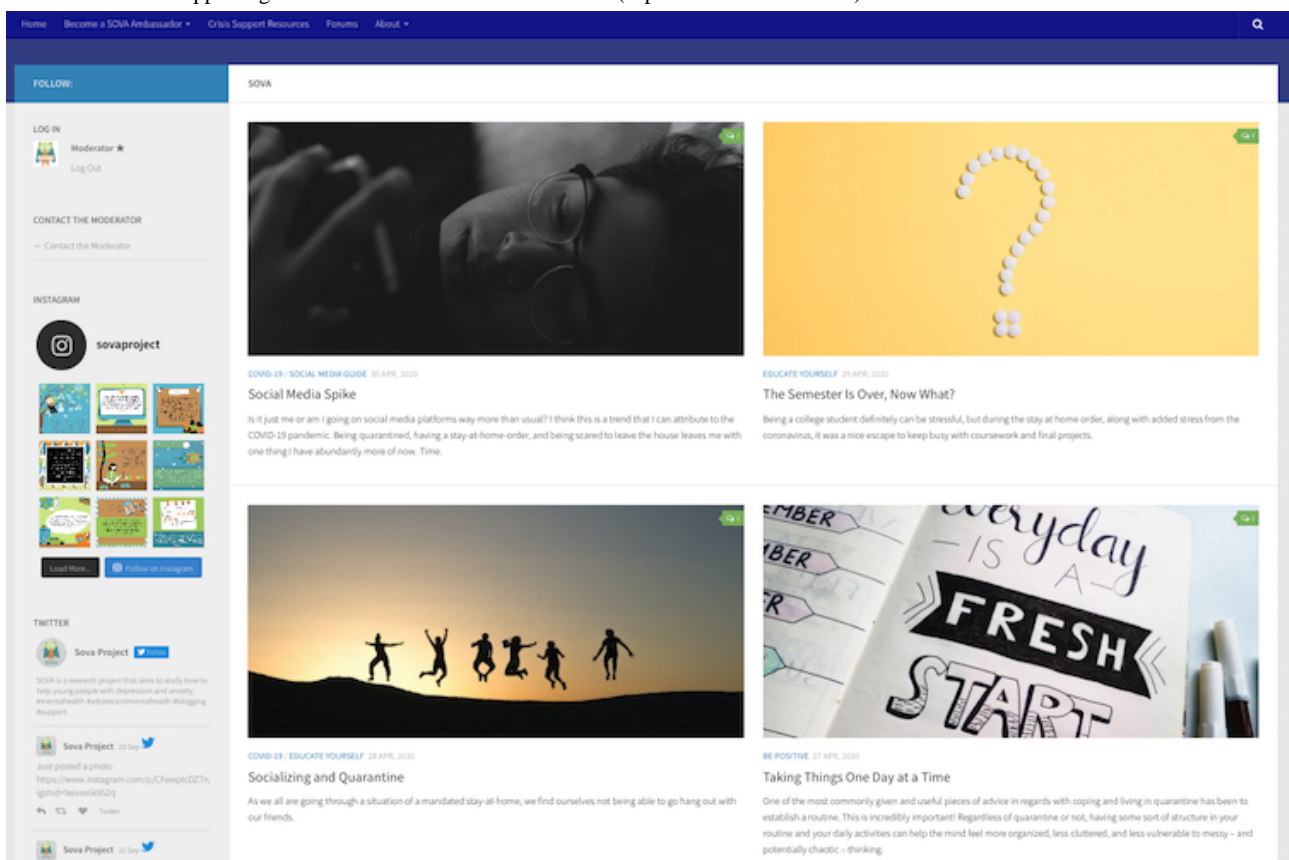 Home Become a SOVA Ambassador Crisis Support Resources Forums About
FOLLOW:
SOVA
LOG IN
Moderator
Log Out
CONTACT THE MODERATOR
— Contact the Moderator
INSTAGRAM
sovaproject
Load More...
Follow on Instagram
TWITTER
Sova Project
Follow
SOVA is a research project that aims to study how to
help young people with depression and anxiety.
#mentalhealth #adolescentmentalhealth #blogging
#support
Sova Project 23 Sep
Just posted a photo
Twitter
Sova Project 22 Sep
COVID-19 / SOCIAL MEDIA GUIDE 30 APR, 2020
Social Media Spike
Is it just me or am I going on social media platforms way more than usual? I think this is a trend that I can attribute to the
COVID-19 pandemic. Being quarantined, having a stay-at-home-order, and being scared to leave the house leaves me with
one thing I have abundantly more of now. Time.
EDUCATE YOURSELF 29 APR, 2020
The Semester Is Over, Now What?
Being a college student definitely can be stressful, but during the stay at home order, along with added stress from the
coronavirus, it was a nice escape to keep busy with coursework and final projects.
COVID-19 / EDUCATE YOURSELF 28 APR, 2020
Socializing and Quarantine
As we all are going through a situation of a mandated stay-at-home, we find ourselves not being able to go hang out with
our friends.
EMBER
BER
R
everyday
IS
A
FRESH
START
BE POSITIVE 27 APR, 2020
Taking Things One Day at a Time
One of the most commonly given and useful pieces of advice in regards with coping and living in quarantine has been to
establish a routine. This is incredibly important! Regardless of quarantine or not, having some sort of structure in your
routine and your daily activities can help the mind feel more organized, less cluttered, and less vulnerable to messy – and
potentially chaotic – thinking.